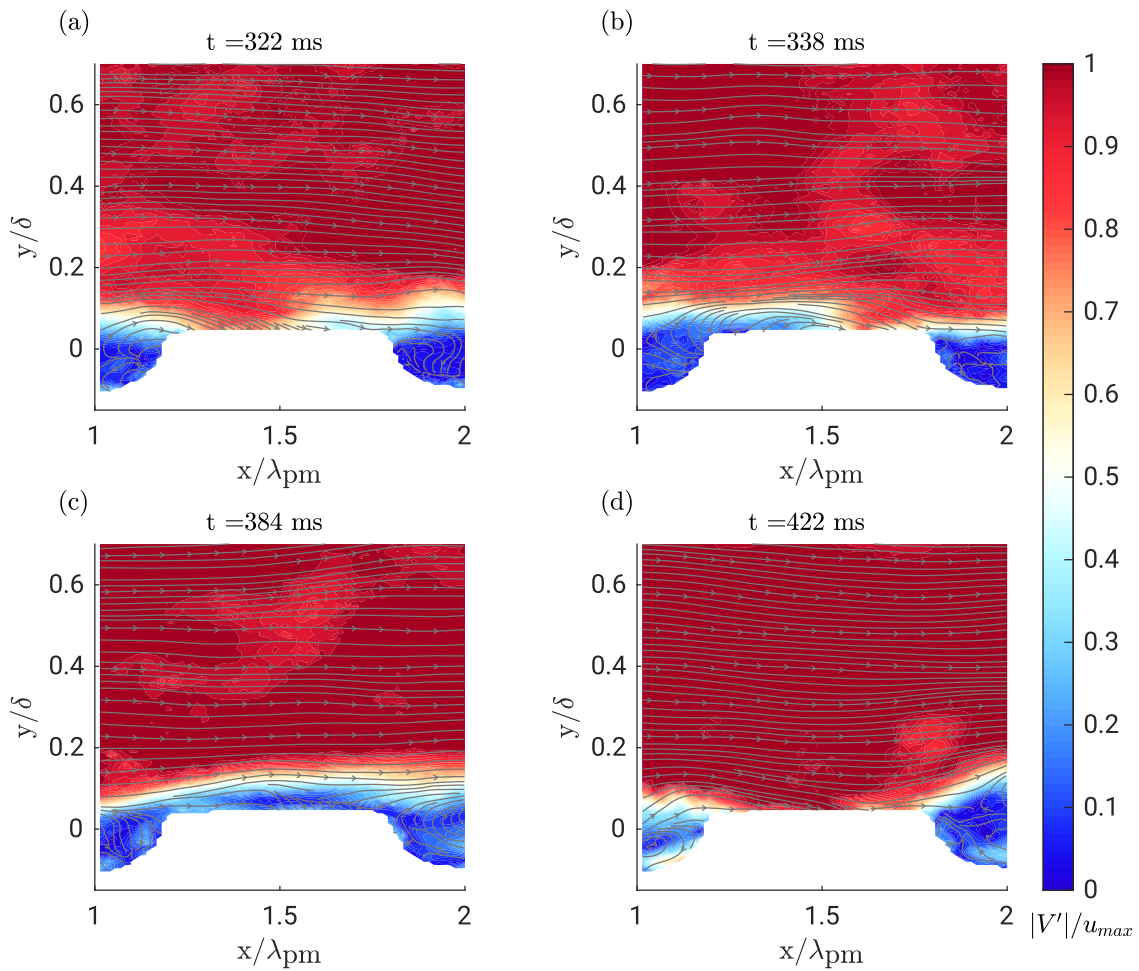 (a)
t =322 ms
0.6
0.4
0.2
0
y/δ
1
1.5
2
x/λpm
(b)
t =338 ms
0.6
0.4
0.2
0
y/δ
1
1.5
2
x/λpm
(c)
t =384 ms
0.6
0.4
0.2
0
y/δ
1
1.5
2
x/λpm
(d)
t =422 ms
0.6
0.4
0.2
0
y/δ
1
1.5
2
x/λpm
1
0.9
0.8
0.7
0.6
0.5
0.4
0.3
0.2
0.1
0
|V′|/umax